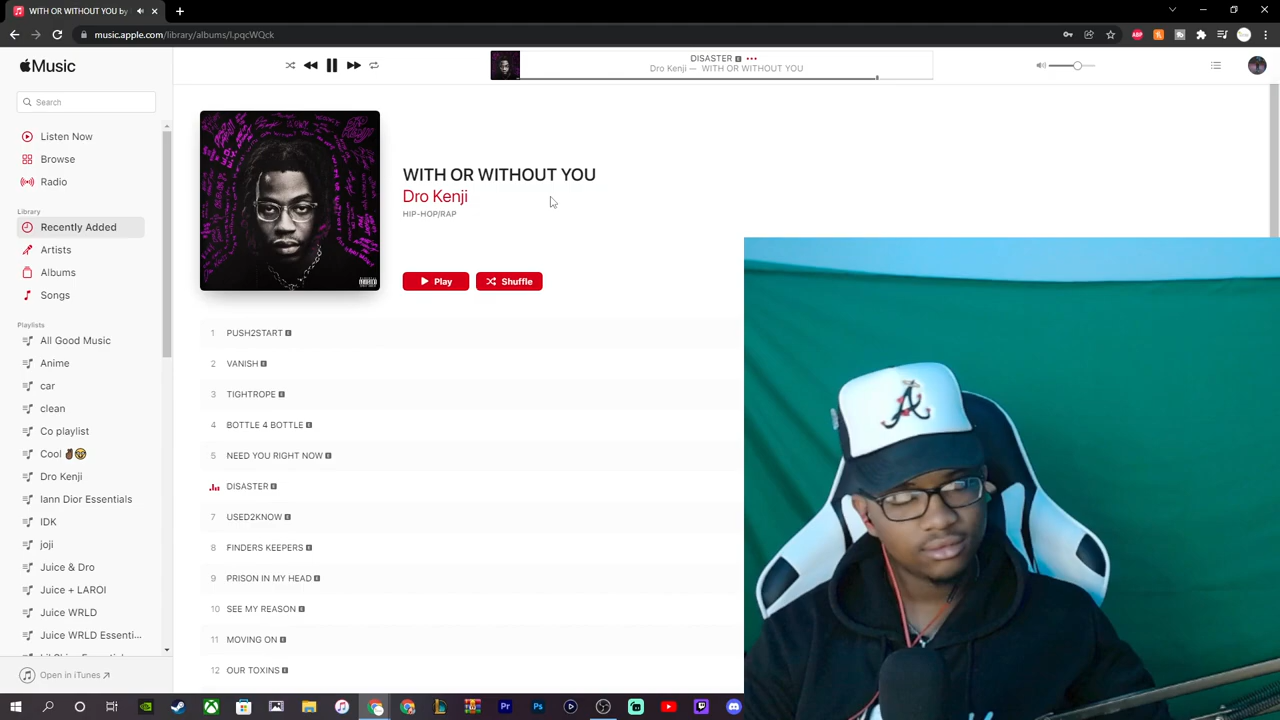 WITH OR WITHOUT YOU by
music.apple.com/library/albums/l.pqcWQck
Music
DISASTER E
Dro Kenji — WITH OR WITHOUT YOU
Search
Listen Now
Browse
Radio
Library
Recently Added
Artists
Albums
Songs
Playlists
All Good Music
Anime
car
clean
Co playlist
Cool
Dro Kenji
Iann Dior Essentials
IDK
joji
Juice & Dro
Juice + LAROI
Juice WRLD
Juice WRLD Essenti...
Open in iTunes
WITH OR WITHOUT YOU
Dro Kenji
HIP-HOP/RAP
Play
Shuffle
1 PUSH2START E
2 VANISH E
3 TIGHTROPE E
4 BOTTLE 4 BOTTLE E
5 NEED YOU RIGHT NOW E
DISASTER E
7 USED2KNOW E
8 FINDERS KEEPERS E
9 PRISON IN MY HEAD E
10 SEE MY REASON E
11 MOVING ON E
12 OUR TOXINS E
A
ABP
Pr
Ps